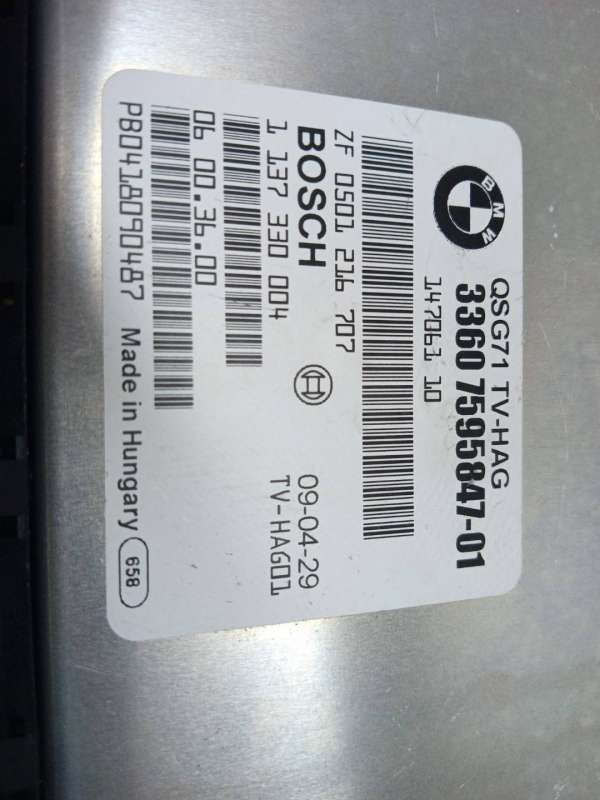 BMW
QSG71 TV-HAG
3360 7595847-01
147061 10
ZF 0501 216 707
BOSCH
1 137 330 004
09-04-29
TV-HAG01
06 00.36.00
PB0418090487 Made in Hungary 658